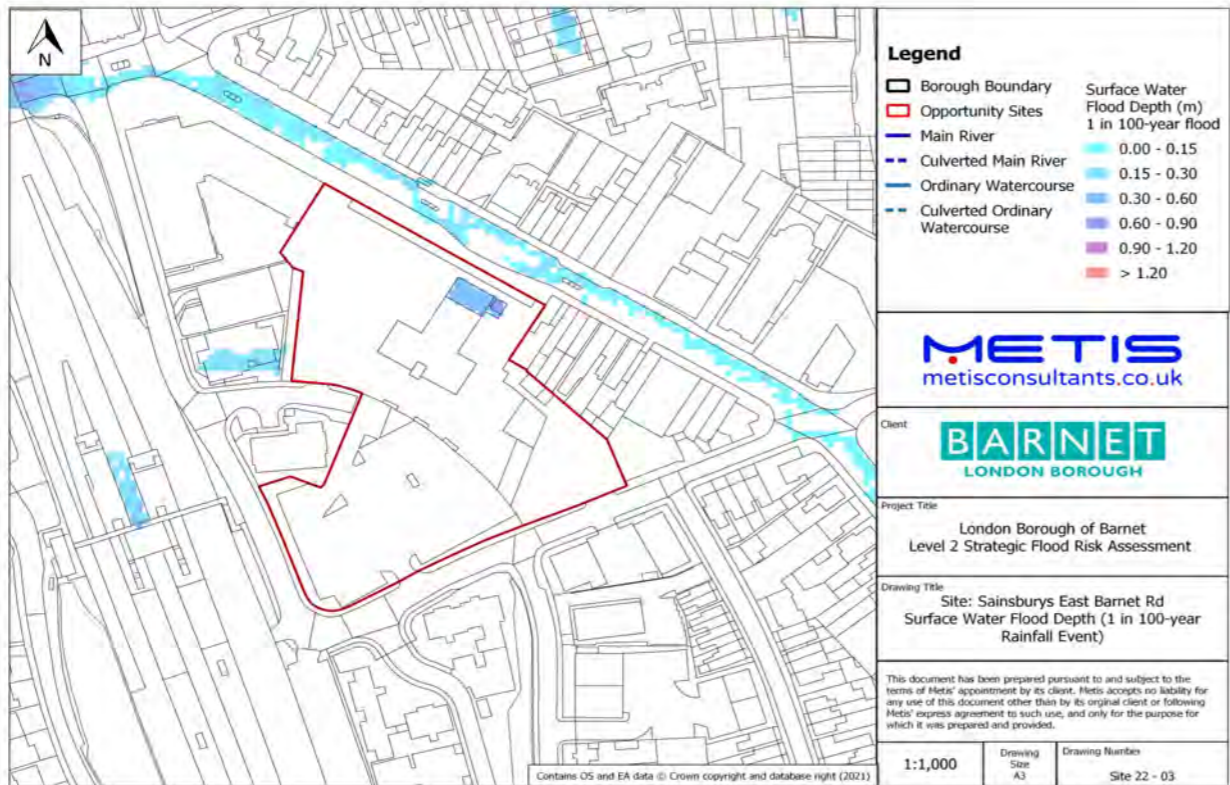 N
Legend
Borough Boundary
Opportunity Sites
Main River
Culverted Main River
Ordinary Watercourse
Culverted Ordinary
Watercourse
Surface Water
Flood Depth (m)
1 in 100-year flood
0.00 - 0.15
0.15 - 0.30
0.30 - 0.60
0.60 - 0.90
0.90 - 1.20
> 1.20
METIS
metisconsultants.co.uk
Client
BARNET
LONDON BOROUGH
Project Title
London Borough of Barnet
Level 2 Strategic Flood Risk Assessment
Drawing Title
Site: Sainsburys East Barnet Rd
Surface Water Flood Depth (1 in 100-year
Rainfall Event)
This document has been prepared pursuant to and subject to the
terms of Metis' appointment by its client. Metis accepts no liability for
any use of this document other than by its orginal client or following
Metis' express agreement to such use, and only for the purpose for
which it was prepared and provided.
1:1,000
Drawing
Size
A3
Drawing Number
Site 22 - 03
Contains OS and EA data © Crown copyright and database right (2021)